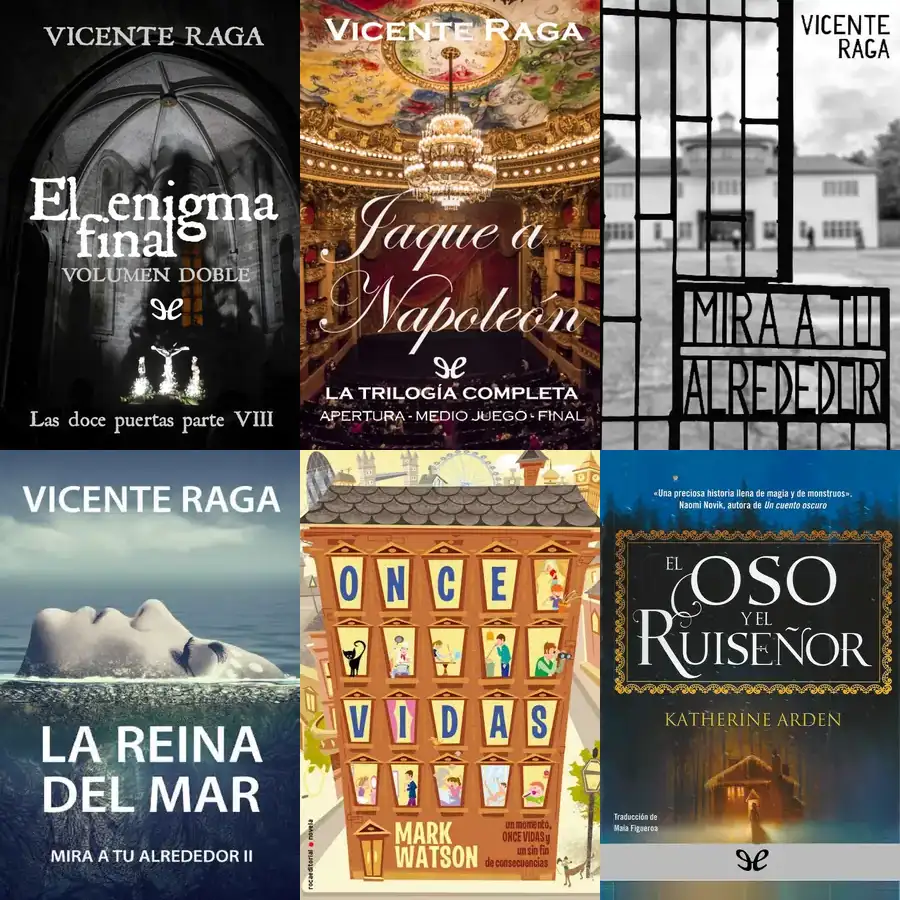 VICENTE RAGA
El enigma
final
VOLUMEN DOBLE
Las doce puertas parte VIII
VICENTE RAGA
Jaque a
Napoleón
LA TRILOGÍA COMPLETA
APERTURA - MEDIO JUEGO - FINAL
VICENTE
RAGA
MIRA A TU
ALREDEDOR
VICENTE RAGA
LA REINA
DEL MAR
MIRA A TU ALREDEDOR II
ONCE
VIDAS
MARK
WATSON
un momento,
ONCE VIDAS y
un sin fin
de consecuencias
rocaeditorial novela
«Una preciosa historia llena de magia y de monstruos».
Naomi Novik, autora de Un cuento oscuro
EL
OSO
Y EL
RUISEÑOR
KATHERINE ARDEN
Traducción de
Maia Figueroa